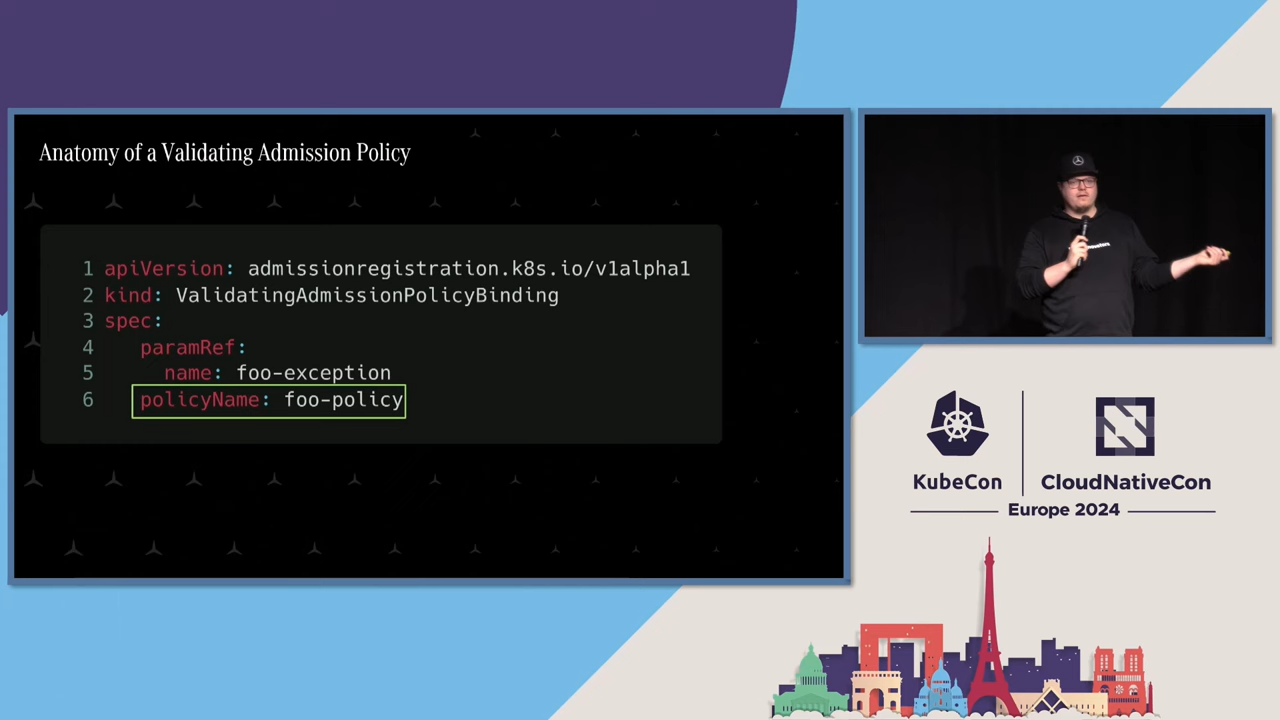 Anatomy of a Validating Admission Policy
1 apiVersion: admissionregistration.k8s.io/v1alpha1
2 kind: ValidatingAdmissionPolicyBinding
3 spec:
4 paramRef:
5 name: foo-exception
6 policyName: foo-policy
KubeCon
CloudNativeCon
Europe 2024